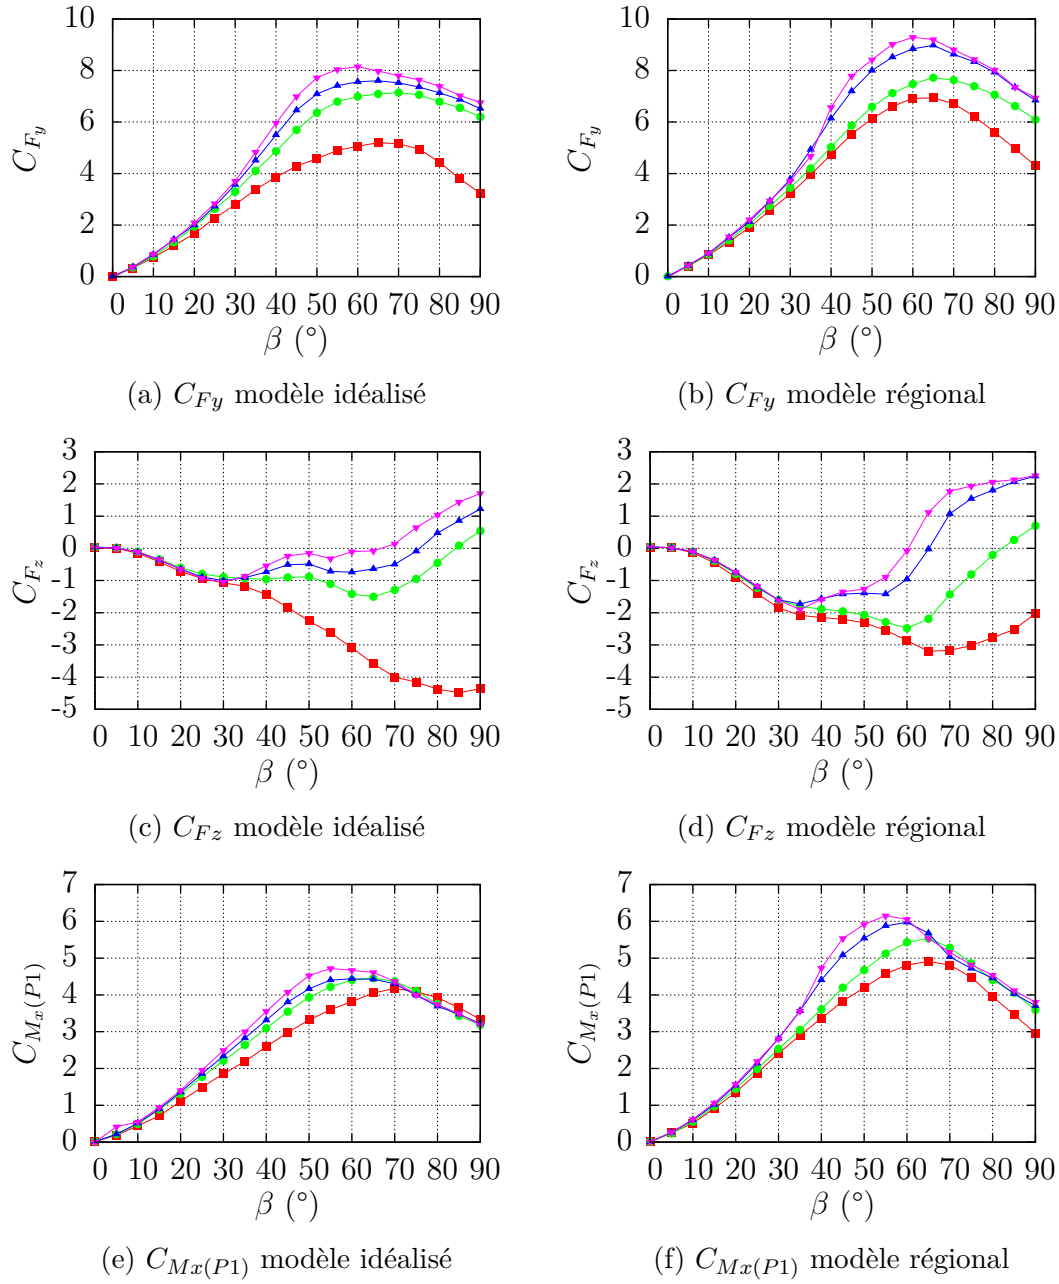 10
8
6
4
2
0
C_{F_y}
0 10 20 30 40 50 60 70 80 90
β (°)
(a) C_{Fy} modèle idéalisé
10
8
6
4
2
0
C_{F_y}
0 10 20 30 40 50 60 70 80 90
β (°)
(b) C_{Fy} modèle régional
3
2
1
0
-1
-2
-3
-4
-5
C_{F_z}
0 10 20 30 40 50 60 70 80 90
β (°)
(c) C_{Fz} modèle idéalisé
3
2
1
0
-1
-2
-3
-4
-5
C_{F_z}
0 10 20 30 40 50 60 70 80 90
β (°)
(d) C_{Fz} modèle régional
7
6
5
4
3
2
1
0
C_{M_x(P1)}
0 10 20 30 40 50 60 70 80 90
β (°)
(e) C_{Mx(P1)} modèle idéalisé
7
6
5
4
3
2
1
0
C_{M_x(P1)}
0 10 20 30 40 50 60 70 80 90
β (°)
(f) C_{Mx(P1)} modèle régional